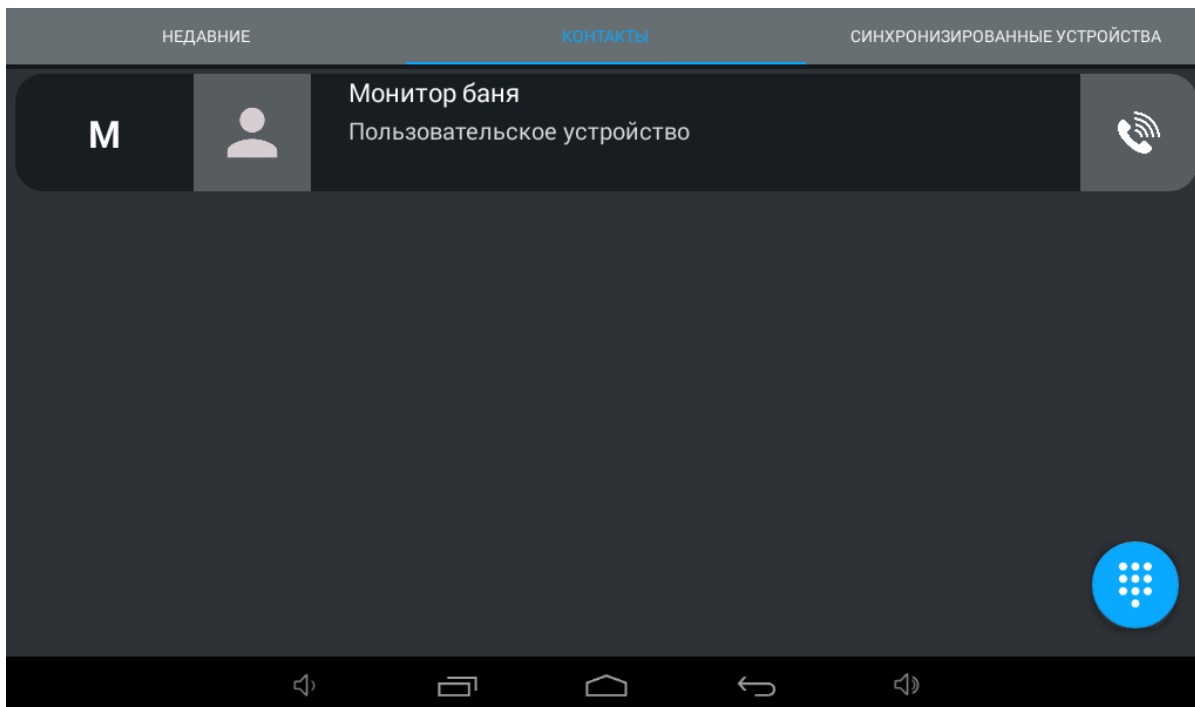 НЕДАВНИЕ
КОНТАКТЫ
СИНХРОНИЗИРОВАННЫЕ УСТРОЙСТВА
М
Монитор баня
Пользовательское устройство